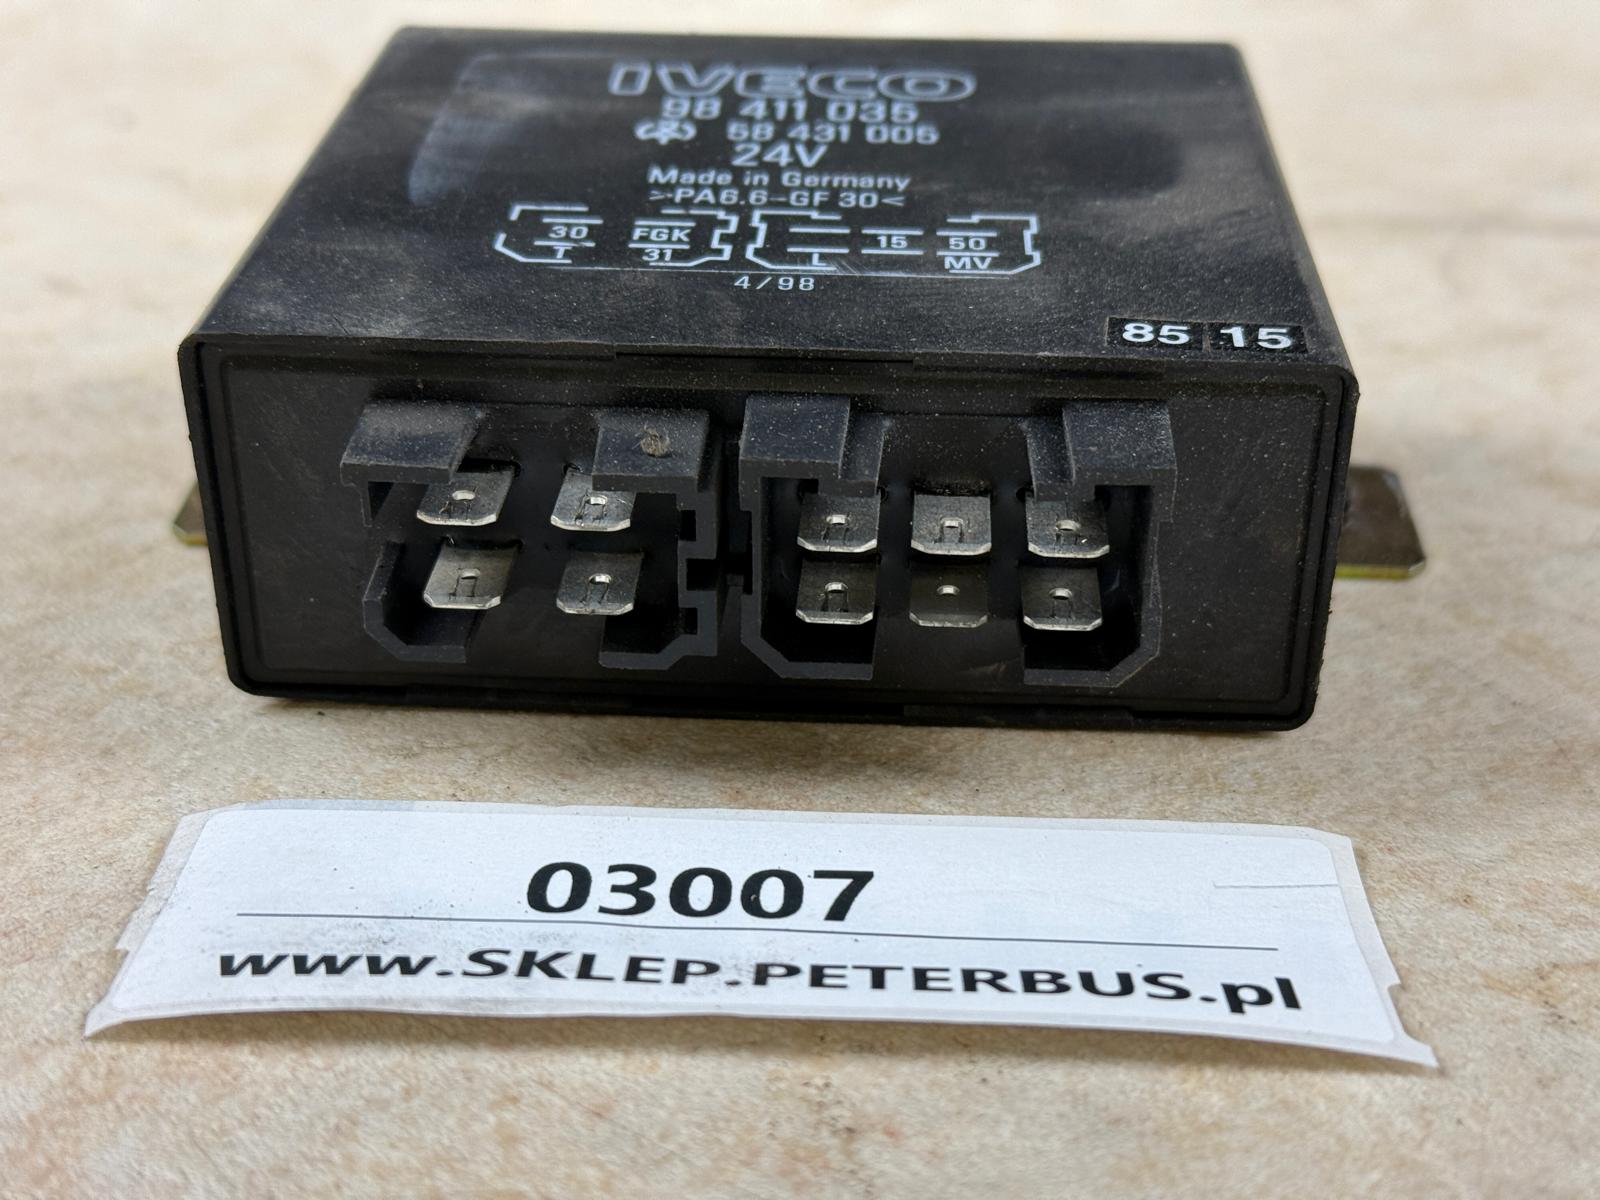 IVECO
98 411 035
58 431 005
24V
Made in Germany
>PA6.6-GF 30<
30 FGK 15 50
T 31 L MV
4/98
85 15
03007
www.SKLEP.PETERBUS.pl